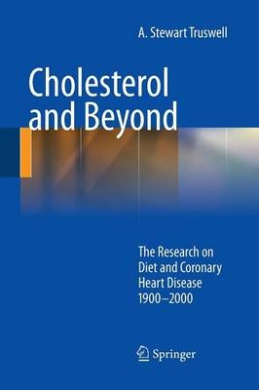 A. Stewart Truswell
Cholesterol
and Beyond
The Research on
Diet and Coronary
Heart Disease
1900–2000
Springer